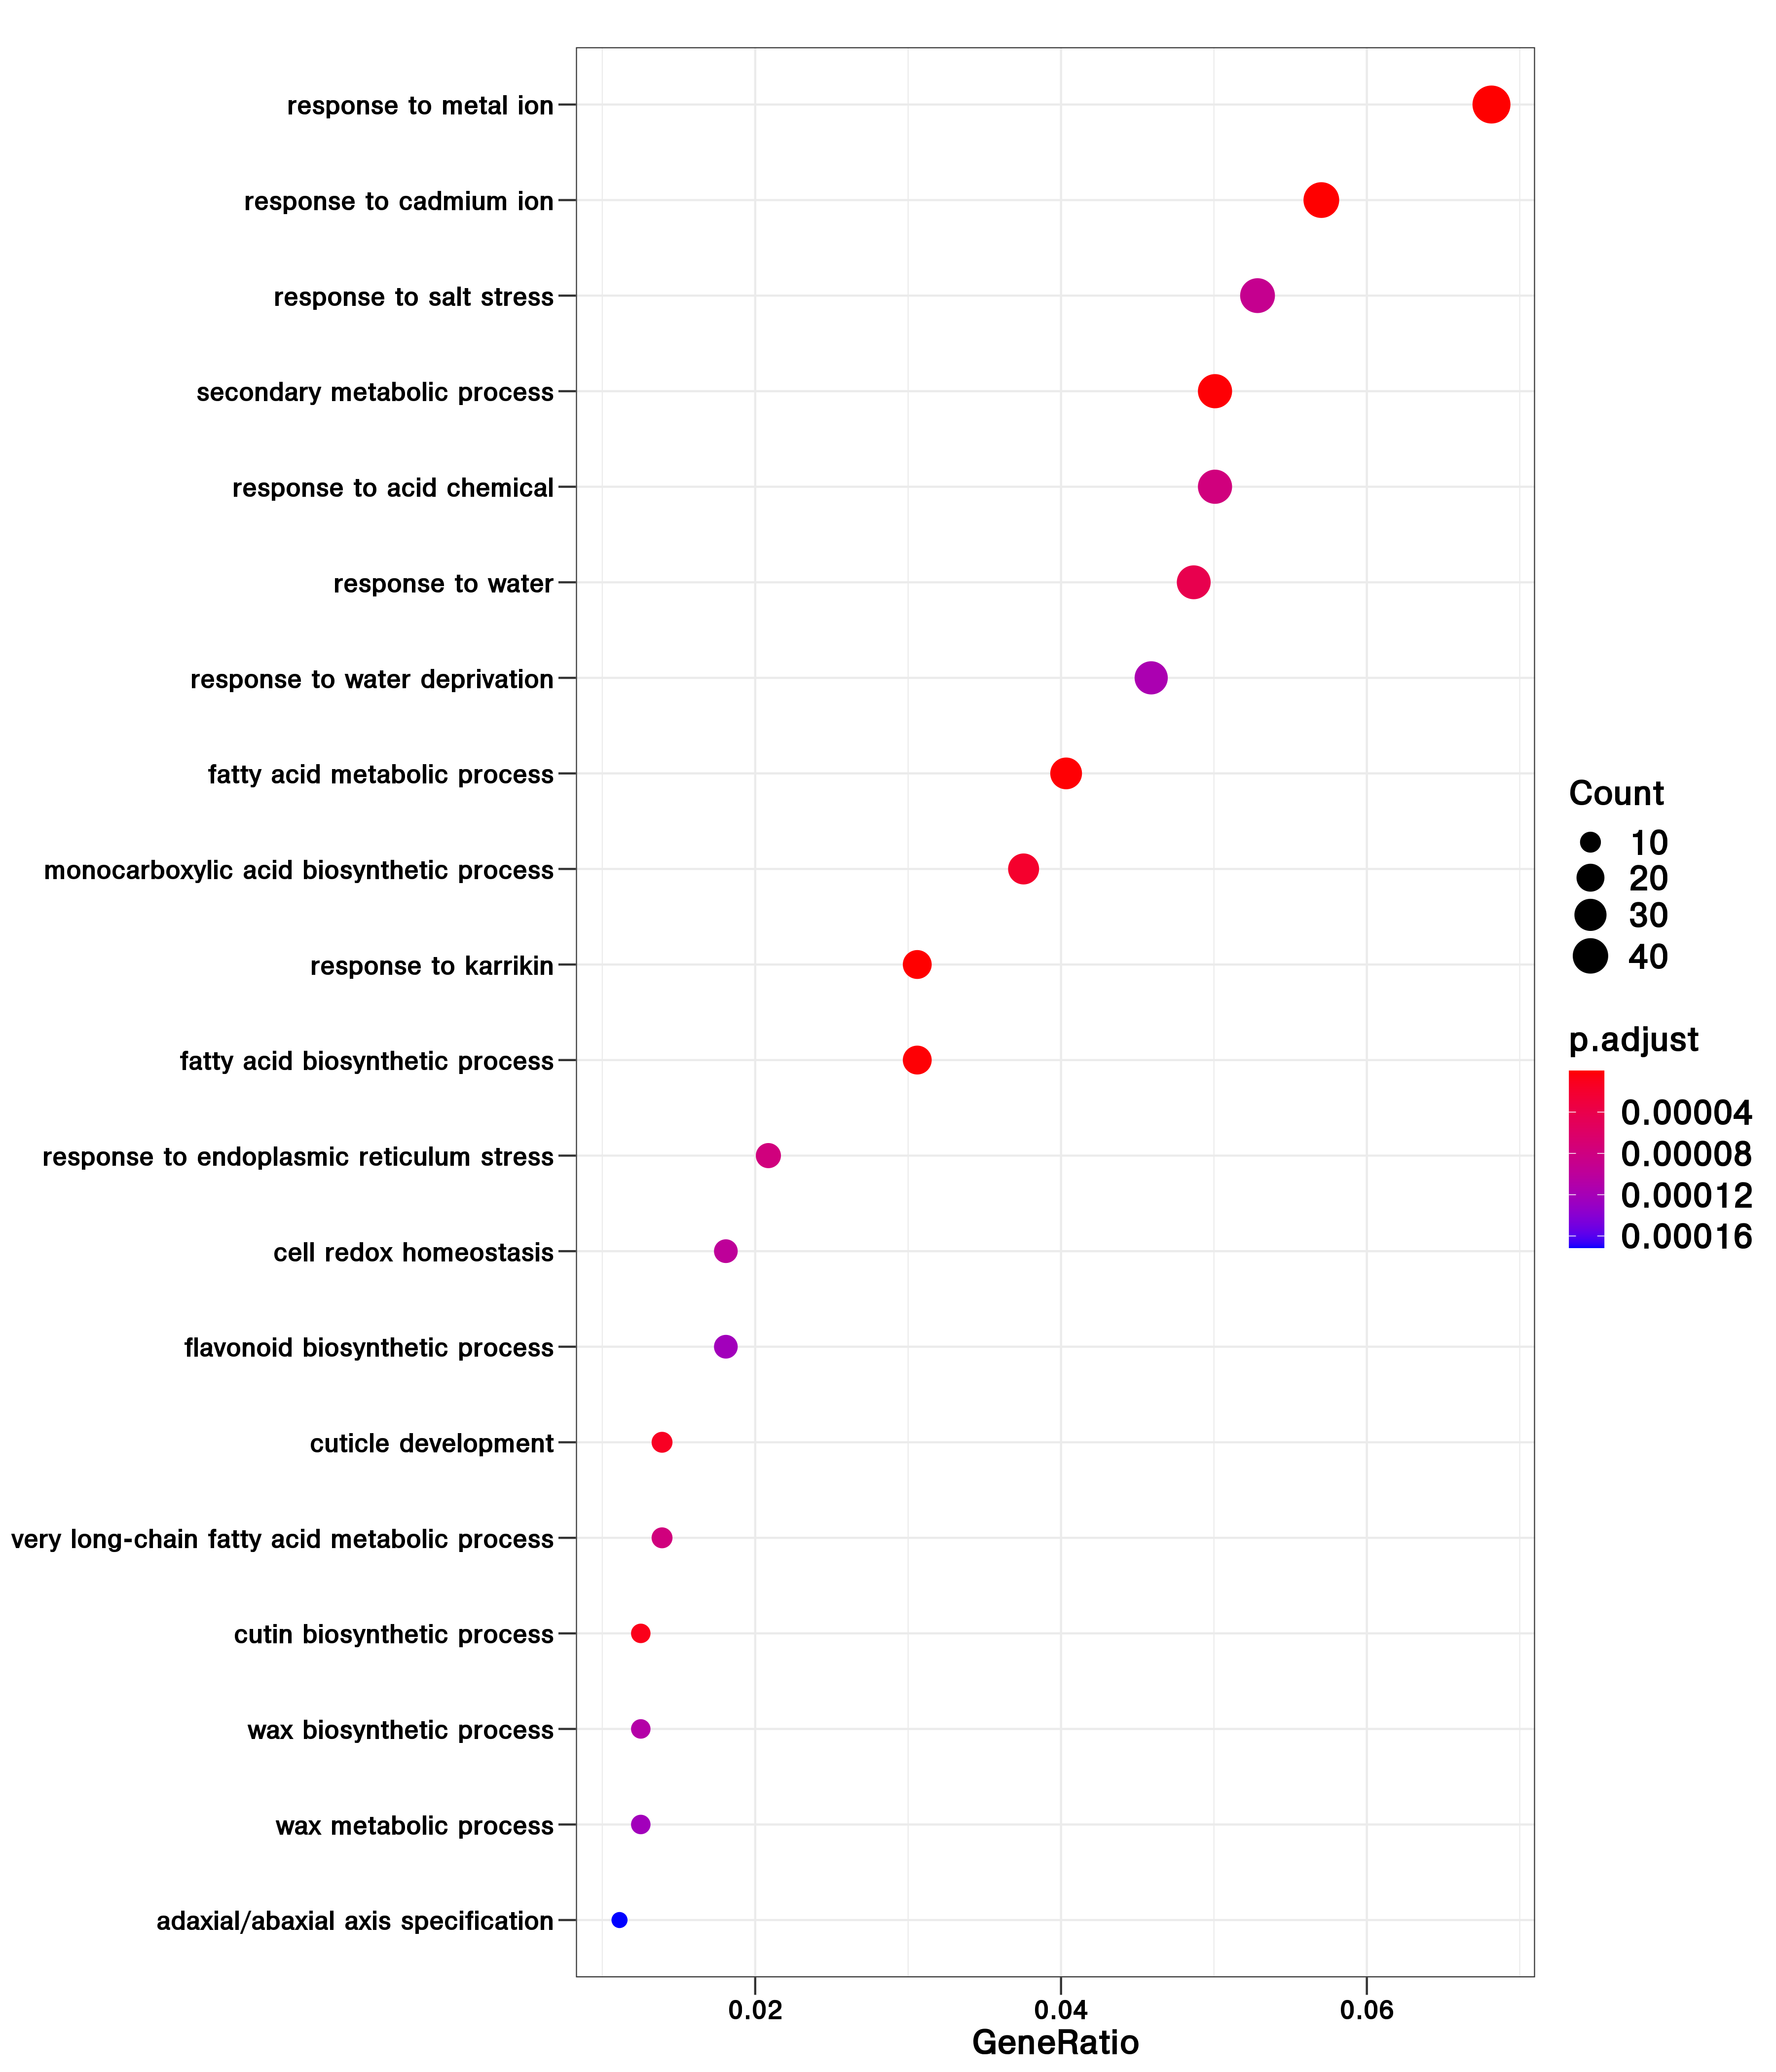 response to metal ion
response to cadmium ion
response to salt stress
secondary metabolic process
response to acid chemical
response to water
response to water deprivation
fatty acid metabolic process
monocarboxylic acid biosynthetic process
response to karrikin
fatty acid biosynthetic process
response to endoplasmic reticulum stress
cell redox homeostasis
flavonoid biosynthetic process
cuticle development
very long-chain fatty acid metabolic process
cutin biosynthetic process
wax biosynthetic process
wax metabolic process
adaxial/abaxial axis specification
0.02 0.04 0.06
GeneRatio
Count
10
20
30
40
p.adjust
0.00004
0.00008
0.00012
0.00016